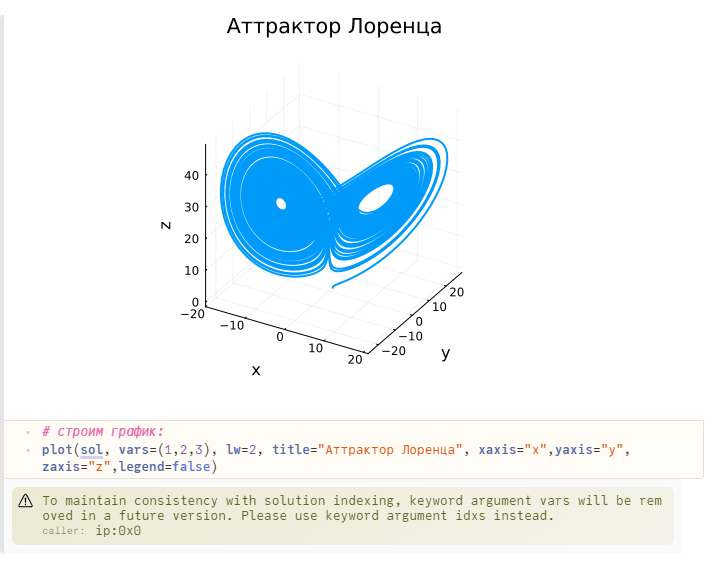 Аттрактор Лоренца
40
30
20
10
0
z
−20
−10
0
10
20
x
−20
−10
0
10
20
y
# строим график:
plot(sol, vars=(1,2,3), lw=2, title="Аттрактор Лоренца", xaxis="x",yaxis="y",
zaxis="z",legend=false)
To maintain consistency with solution indexing, keyword argument vars will be rem
oved in a future version. Please use keyword argument idxs instead.
caller: ip:0x0